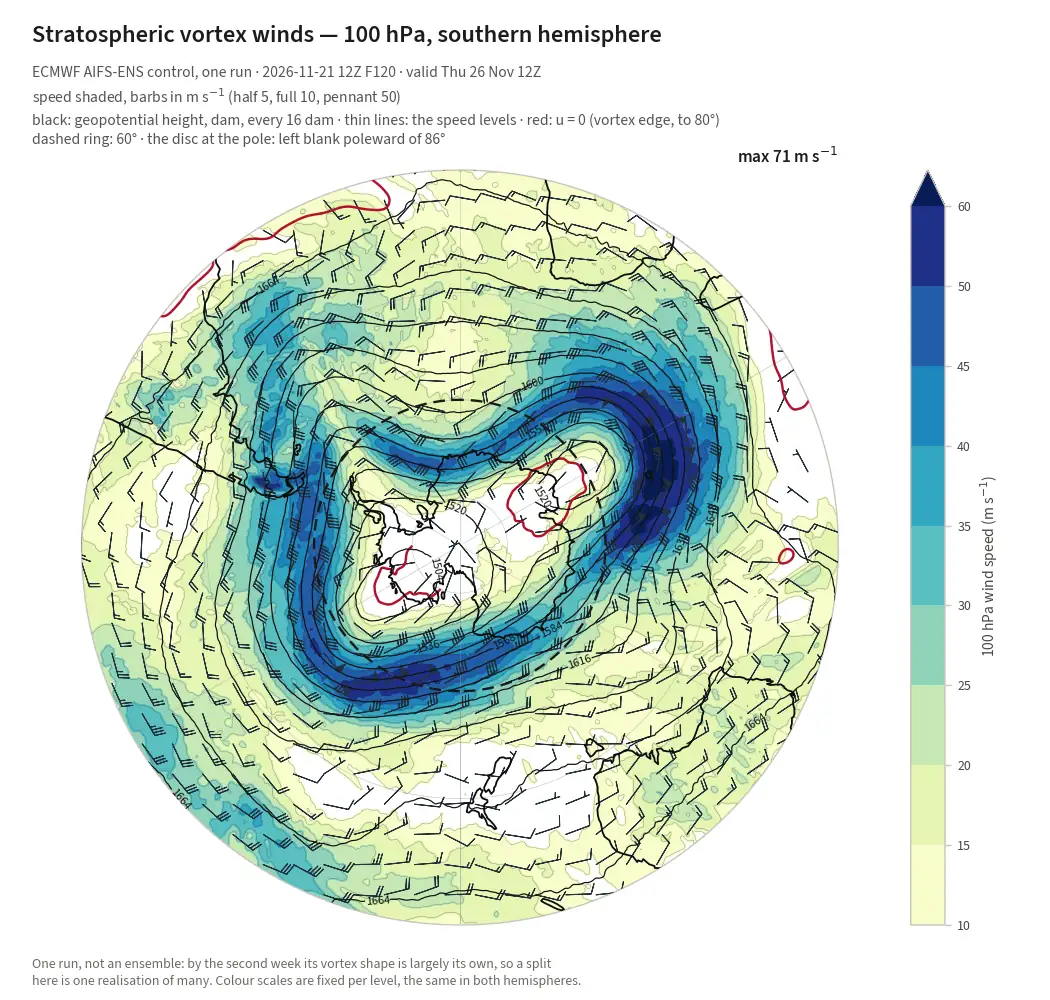 Stratospheric vortex winds — 100 hPa, southern hemisphere
ECMWF AIFS-ENS control, one run · 2026-11-21 12Z F120 · valid Thu 26 Nov 12Z
speed shaded, barbs in m s⁻¹ (half 5, full 10, pennant 50)
black: geopotential height, dam, every 16 dam · thin lines: the speed levels · red: u = 0 (vortex edge, to 80°)
dashed ring: 60° · the disc at the pole: left blank poleward of 86°
max 71 m s⁻¹
60
50
45
40
35
30
25
20
15
10
100 hPa wind speed (m s⁻¹)
1664
1600
1520
1520
1504
1536
1568
1584
1616
1664
1664
1664
One run, not an ensemble: by the second week its vortex shape is largely its own, so a split
here is one realisation of many. Colour scales are fixed per level, the same in both hemispheres.